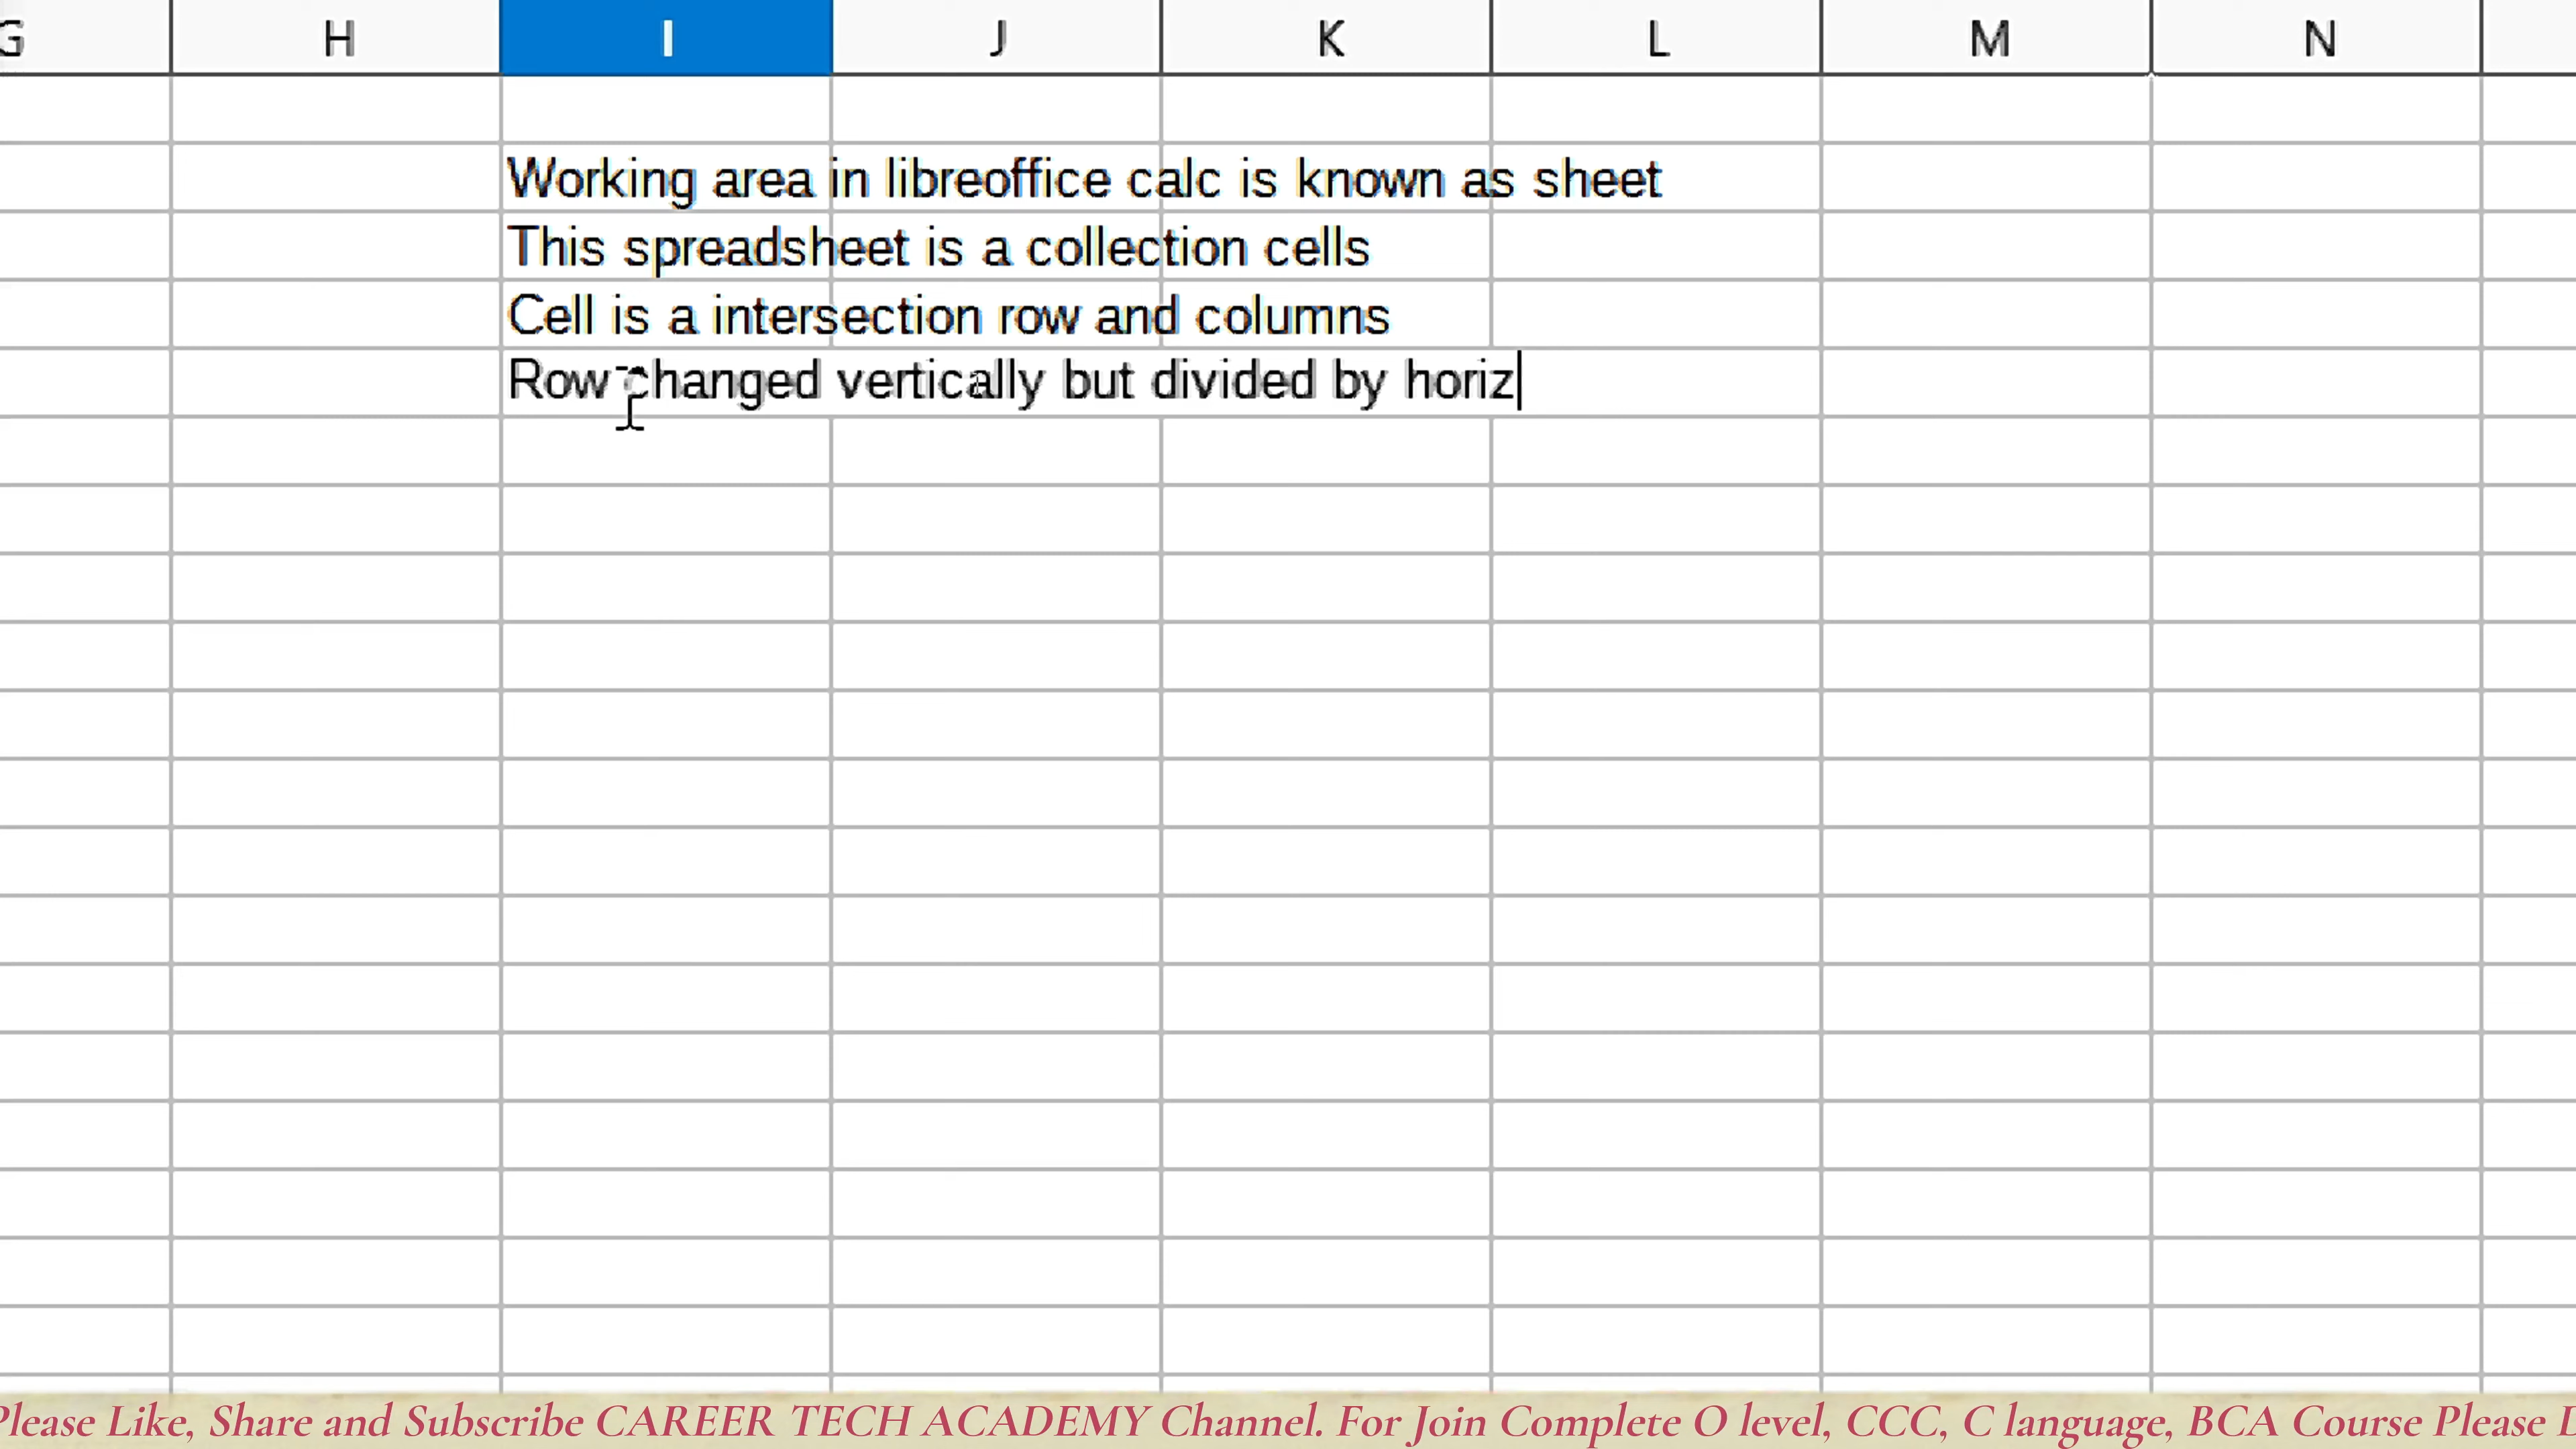 G H I J K L M N
Working area in libreoffice calc is known as sheet
This spreadsheet is a collection cells
Cell is a intersection row and columns
Row changed vertically but divided by horiz
Please Like, Share and Subscribe CAREER TECH ACADEMY Channel. For Join Complete O level, CCC, C language, BCA Course Please